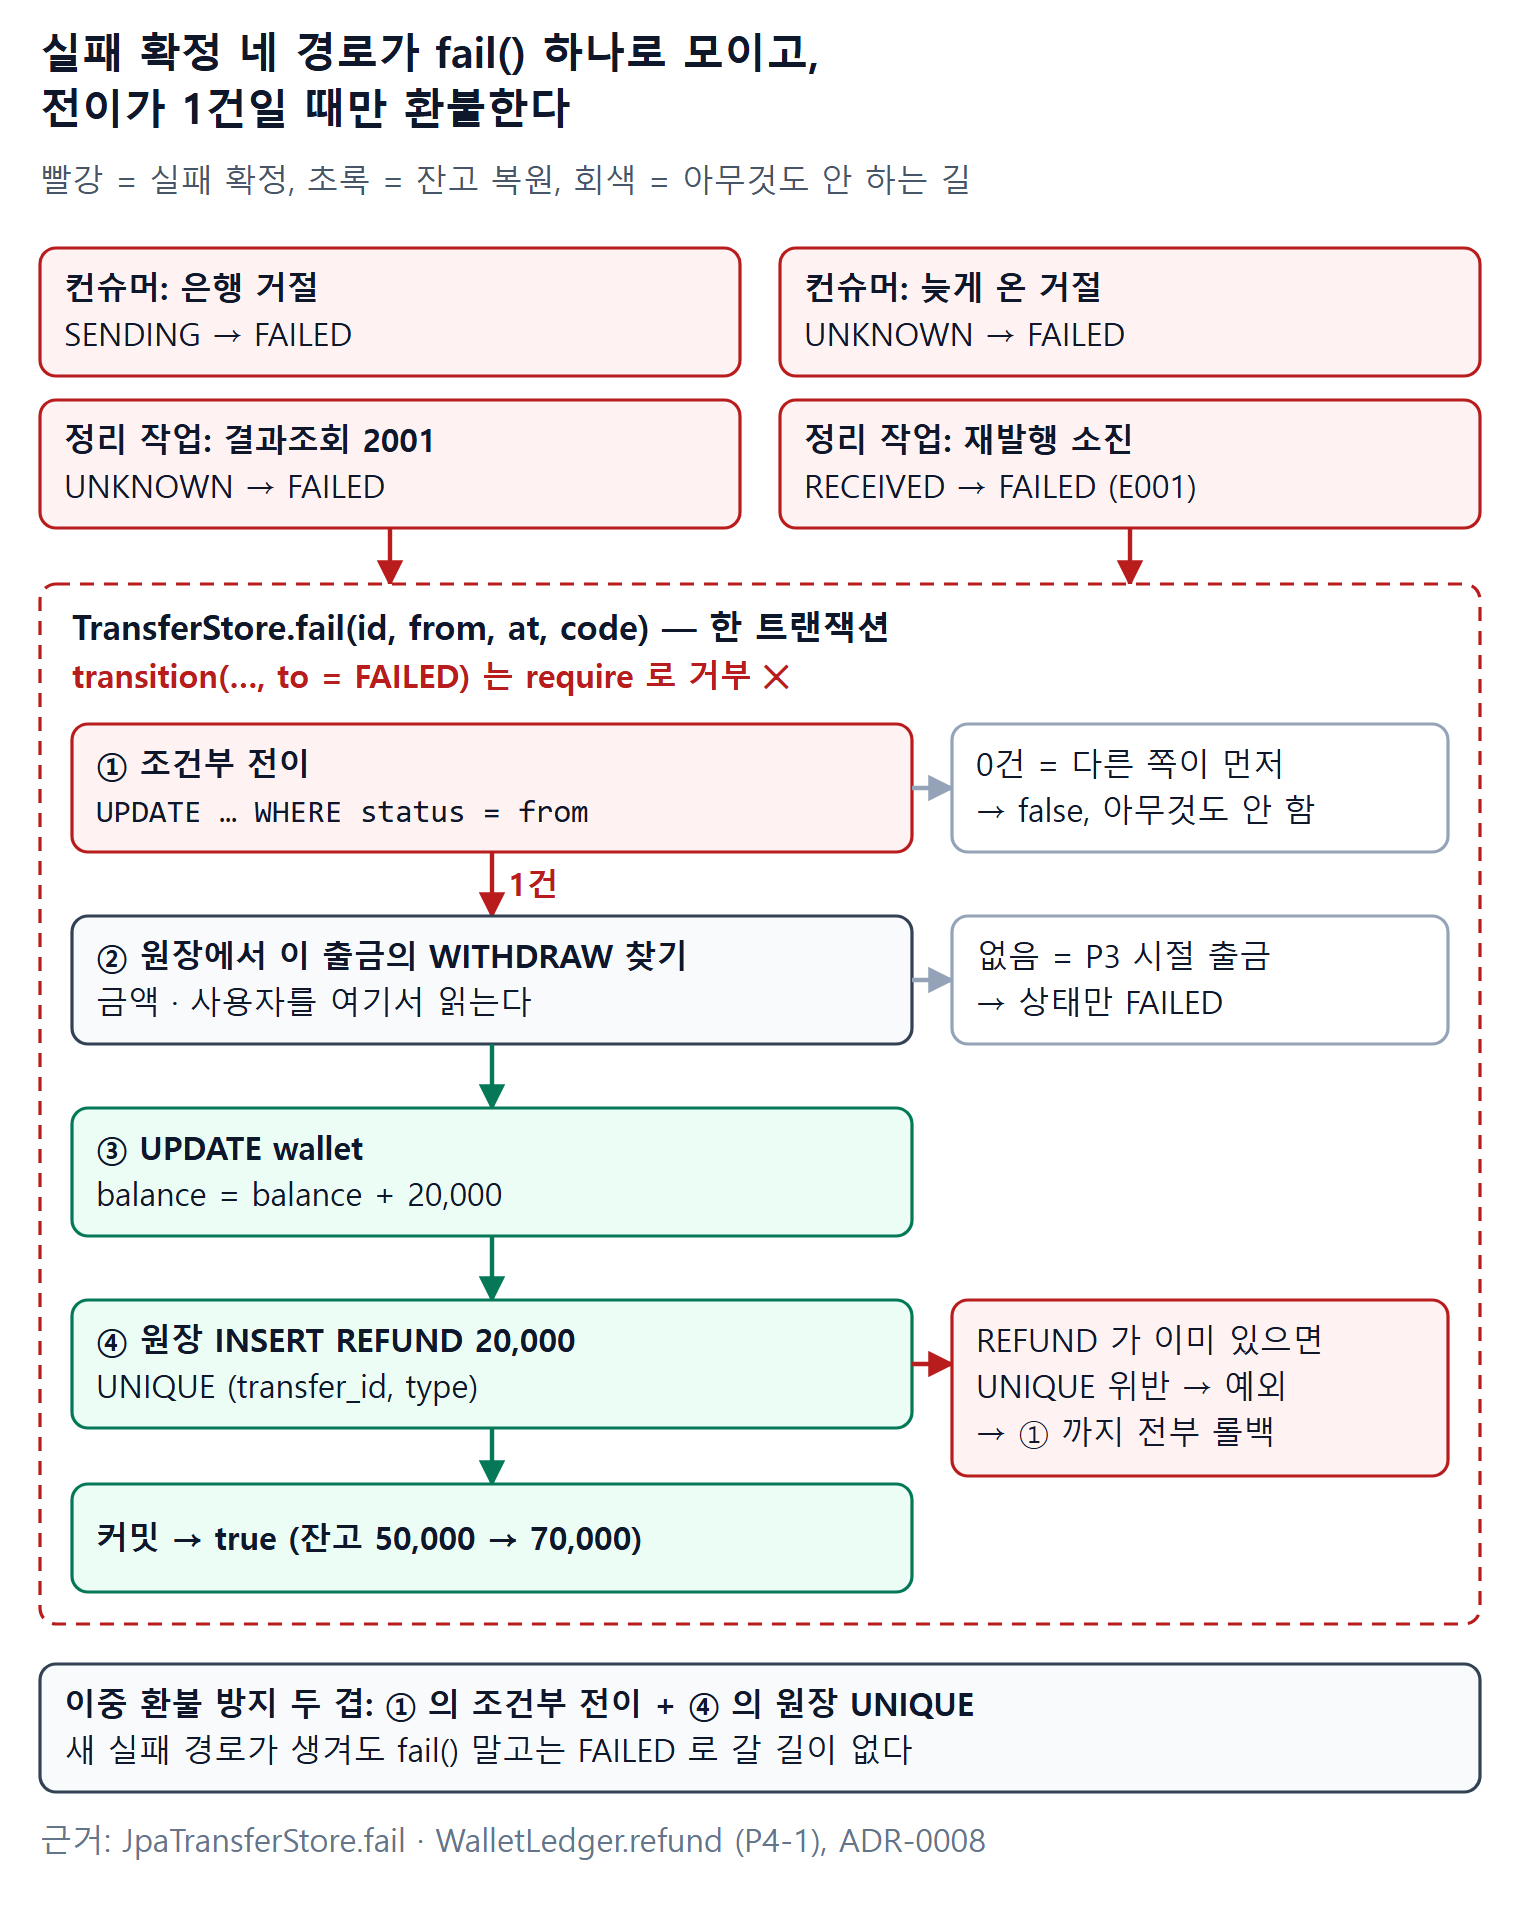 실패 확정 네 경로가 fail() 하나로 모이고,
전이가 1건일 때만 환불한다
빨강 = 실패 확정, 초록 = 잔고 복원, 회색 = 아무것도 안 하는 길
컨슈머: 은행 거절
SENDING → FAILED
컨슈머: 늦게 온 거절
UNKNOWN → FAILED
정리 작업: 결과조회 2001
UNKNOWN → FAILED
정리 작업: 재발행 소진
RECEIVED → FAILED (E001)
TransferStore.fail(id, from, at, code) — 한 트랜잭션
transition(…, to = FAILED) 는 require 로 거부 ✕
① 조건부 전이
UPDATE … WHERE status = from
0건 = 다른 쪽이 먼저
→ false, 아무것도 안 함
1건
② 원장에서 이 출금의 WITHDRAW 찾기
금액 · 사용자를 여기서 읽는다
없음 = P3 시절 출금
→ 상태만 FAILED
③ UPDATE wallet
balance = balance + 20,000
④ 원장 INSERT REFUND 20,000
UNIQUE (transfer_id, type)
REFUND 가 이미 있으면
UNIQUE 위반 → 예외
→ ① 까지 전부 롤백
커밋 → true (잔고 50,000 → 70,000)
이중 환불 방지 두 겹: ① 의 조건부 전이 + ④ 의 원장 UNIQUE
새 실패 경로가 생겨도 fail() 말고는 FAILED 로 갈 길이 없다
근거: JpaTransferStore.fail · WalletLedger.refund (P4-1), ADR-0008